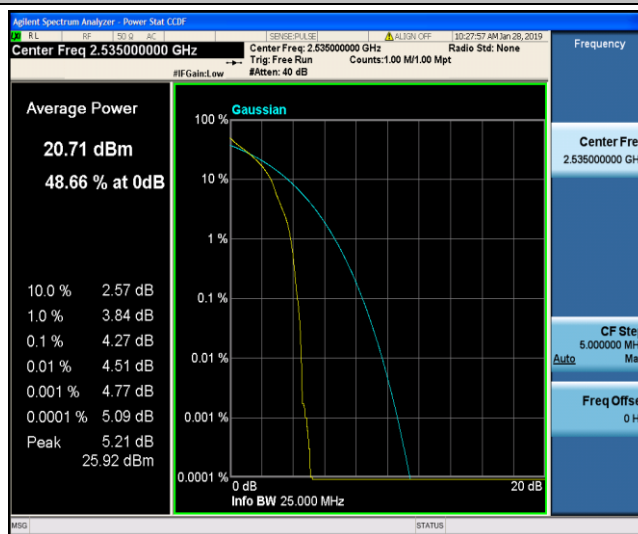 Agilent Spectrum Analyzer - Power Stat CCDF
RL RF 50 Ω AC SENSE:PULSE ALIGN OFF 10:27:57 AM Jan 28, 2019
Center Freq 2.535000000 GHz
Center Freq: 2.535000000 GHz Radio Std: None
Trig: Free Run Counts:1.00 M/1.00 Mpt
#IFGain:Low #Atten: 40 dB
Frequency
Average Power
20.71 dBm
48.66 % at 0dB
10.0 % 2.57 dB
1.0 % 3.84 dB
0.1 % 4.27 dB
0.01 % 4.51 dB
0.001 % 4.77 dB
0.0001 % 5.09 dB
Peak 5.21 dB
25.92 dBm
Gaussian
100 %
10 %
1 %
0.1 %
0.01 %
0.001 %
0.0001 %
0 dB 20 dB
Info BW 25.000 MHz
Center Fre
2.535000000 GH
CF Ste
5.000000 MH
Auto Ma
Freq Offse
0 H
MSG STATUS